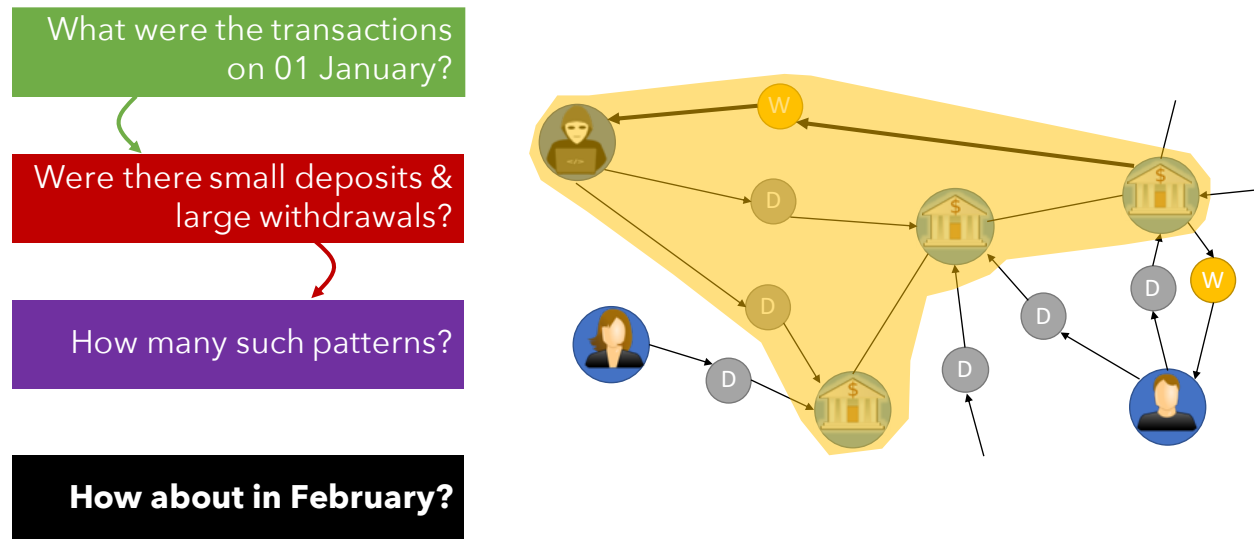 What were the transactions
on 01 January?
Were there small deposits &
large withdrawals?
How many such patterns?
How about in February?
W
$
D
$
D
W
D
D
D
D
$